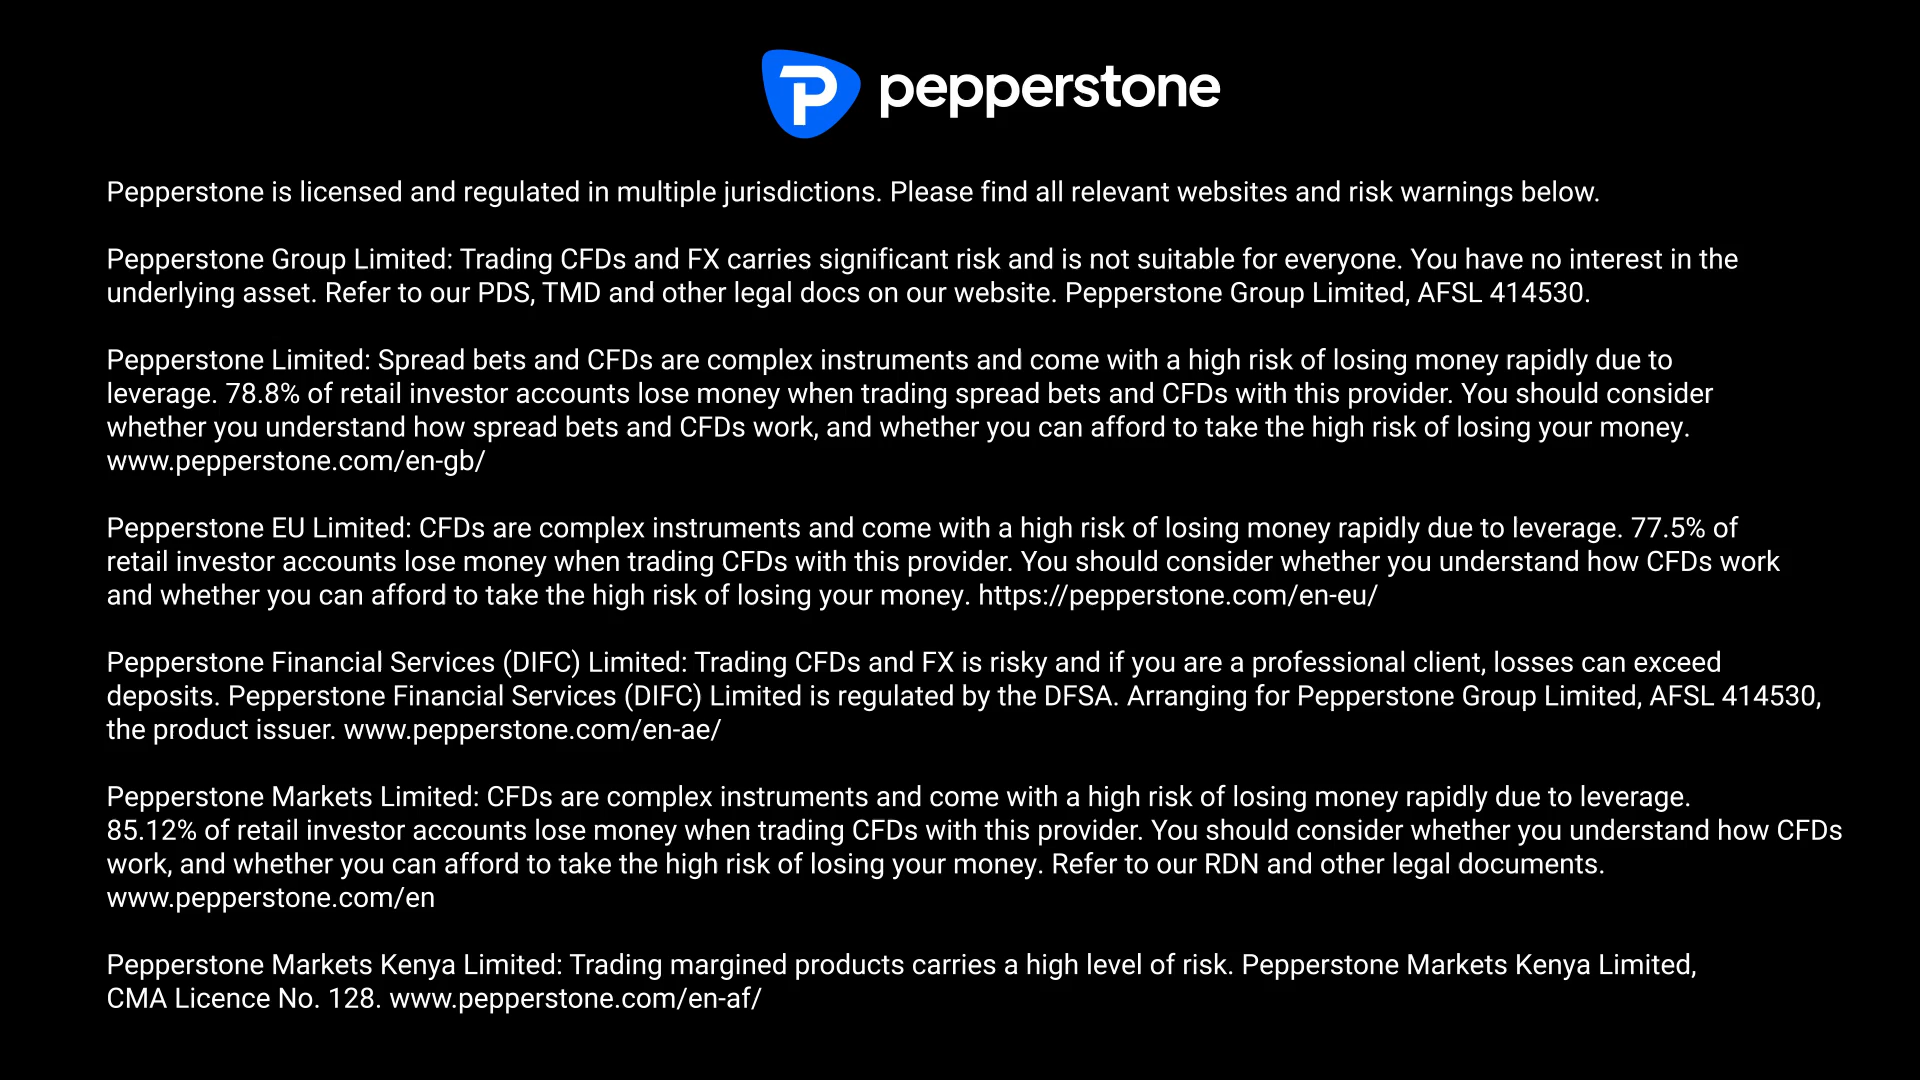 pepperstone
Pepperstone is licensed and regulated in multiple jurisdictions. Please find all relevant websites and risk warnings below.
Pepperstone Group Limited: Trading CFDs and FX carries significant risk and is not suitable for everyone. You have no interest in the
underlying asset. Refer to our PDS, TMD and other legal docs on our website. Pepperstone Group Limited, AFSL 414530.
Pepperstone Limited: Spread bets and CFDs are complex instruments and come with a high risk of losing money rapidly due to
leverage. 78.8% of retail investor accounts lose money when trading spread bets and CFDs with this provider. You should consider
whether you understand how spread bets and CFDs work, and whether you can afford to take the high risk of losing your money.
www.pepperstone.com/en-gb/
Pepperstone EU Limited: CFDs are complex instruments and come with a high risk of losing money rapidly due to leverage. 77.5% of
retail investor accounts lose money when trading CFDs with this provider. You should consider whether you understand how CFDs work
and whether you can afford to take the high risk of losing your money. https://pepperstone.com/en-eu/
Pepperstone Financial Services (DIFC) Limited: Trading CFDs and FX is risky and if you are a professional client, losses can exceed
deposits. Pepperstone Financial Services (DIFC) Limited is regulated by the DFSA. Arranging for Pepperstone Group Limited, AFSL 414530,
the product issuer. www.pepperstone.com/en-ae/
Pepperstone Markets Limited: CFDs are complex instruments and come with a high risk of losing money rapidly due to leverage.
85.12% of retail investor accounts lose money when trading CFDs with this provider. You should consider whether you understand how CFDs
work, and whether you can afford to take the high risk of losing your money. Refer to our RDN and other legal documents.
www.pepperstone.com/en
Pepperstone Markets Kenya Limited: Trading margined products carries a high level of risk. Pepperstone Markets Kenya Limited,
CMA Licence No. 128. www.pepperstone.com/en-af/